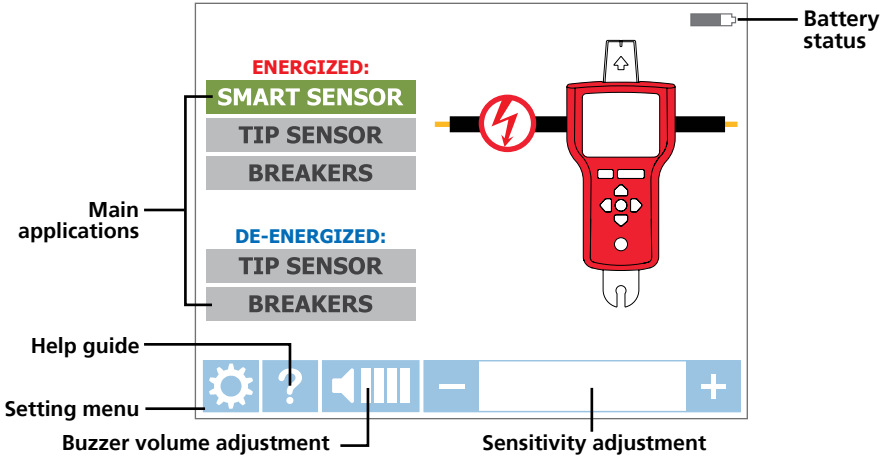 Battery
status
ENERGIZED:
SMART SENSOR
TIP SENSOR
BREAKERS
Main
applications
DE-ENERGIZED:
TIP SENSOR
BREAKERS
Help guide
?
Setting menu
Buzzer volume adjustment
Sensitivity adjustment